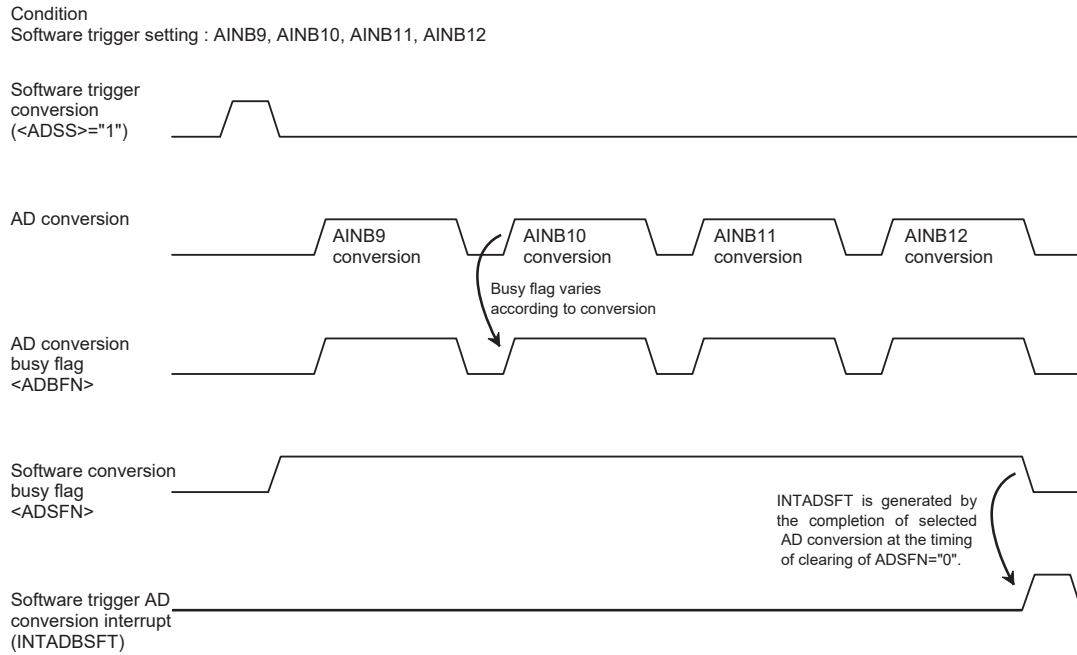 Condition
Software trigger setting : AINB9, AINB10, AINB11, AINB12
Software trigger
conversion
(<ADSS>="1")
AD conversion
AINB9
conversion
AINB10
conversion
AINB11
conversion
AINB12
conversion
Busy flag varies
according to conversion
AD conversion
busy flag
<ADBFN>
Software conversion
busy flag
<ADSFN>
INTADSFT is generated by
the completion of selected
AD conversion at the timing
of clearing of ADSFN="0".
Software trigger AD
conversion interrupt
(INTADBSFT)